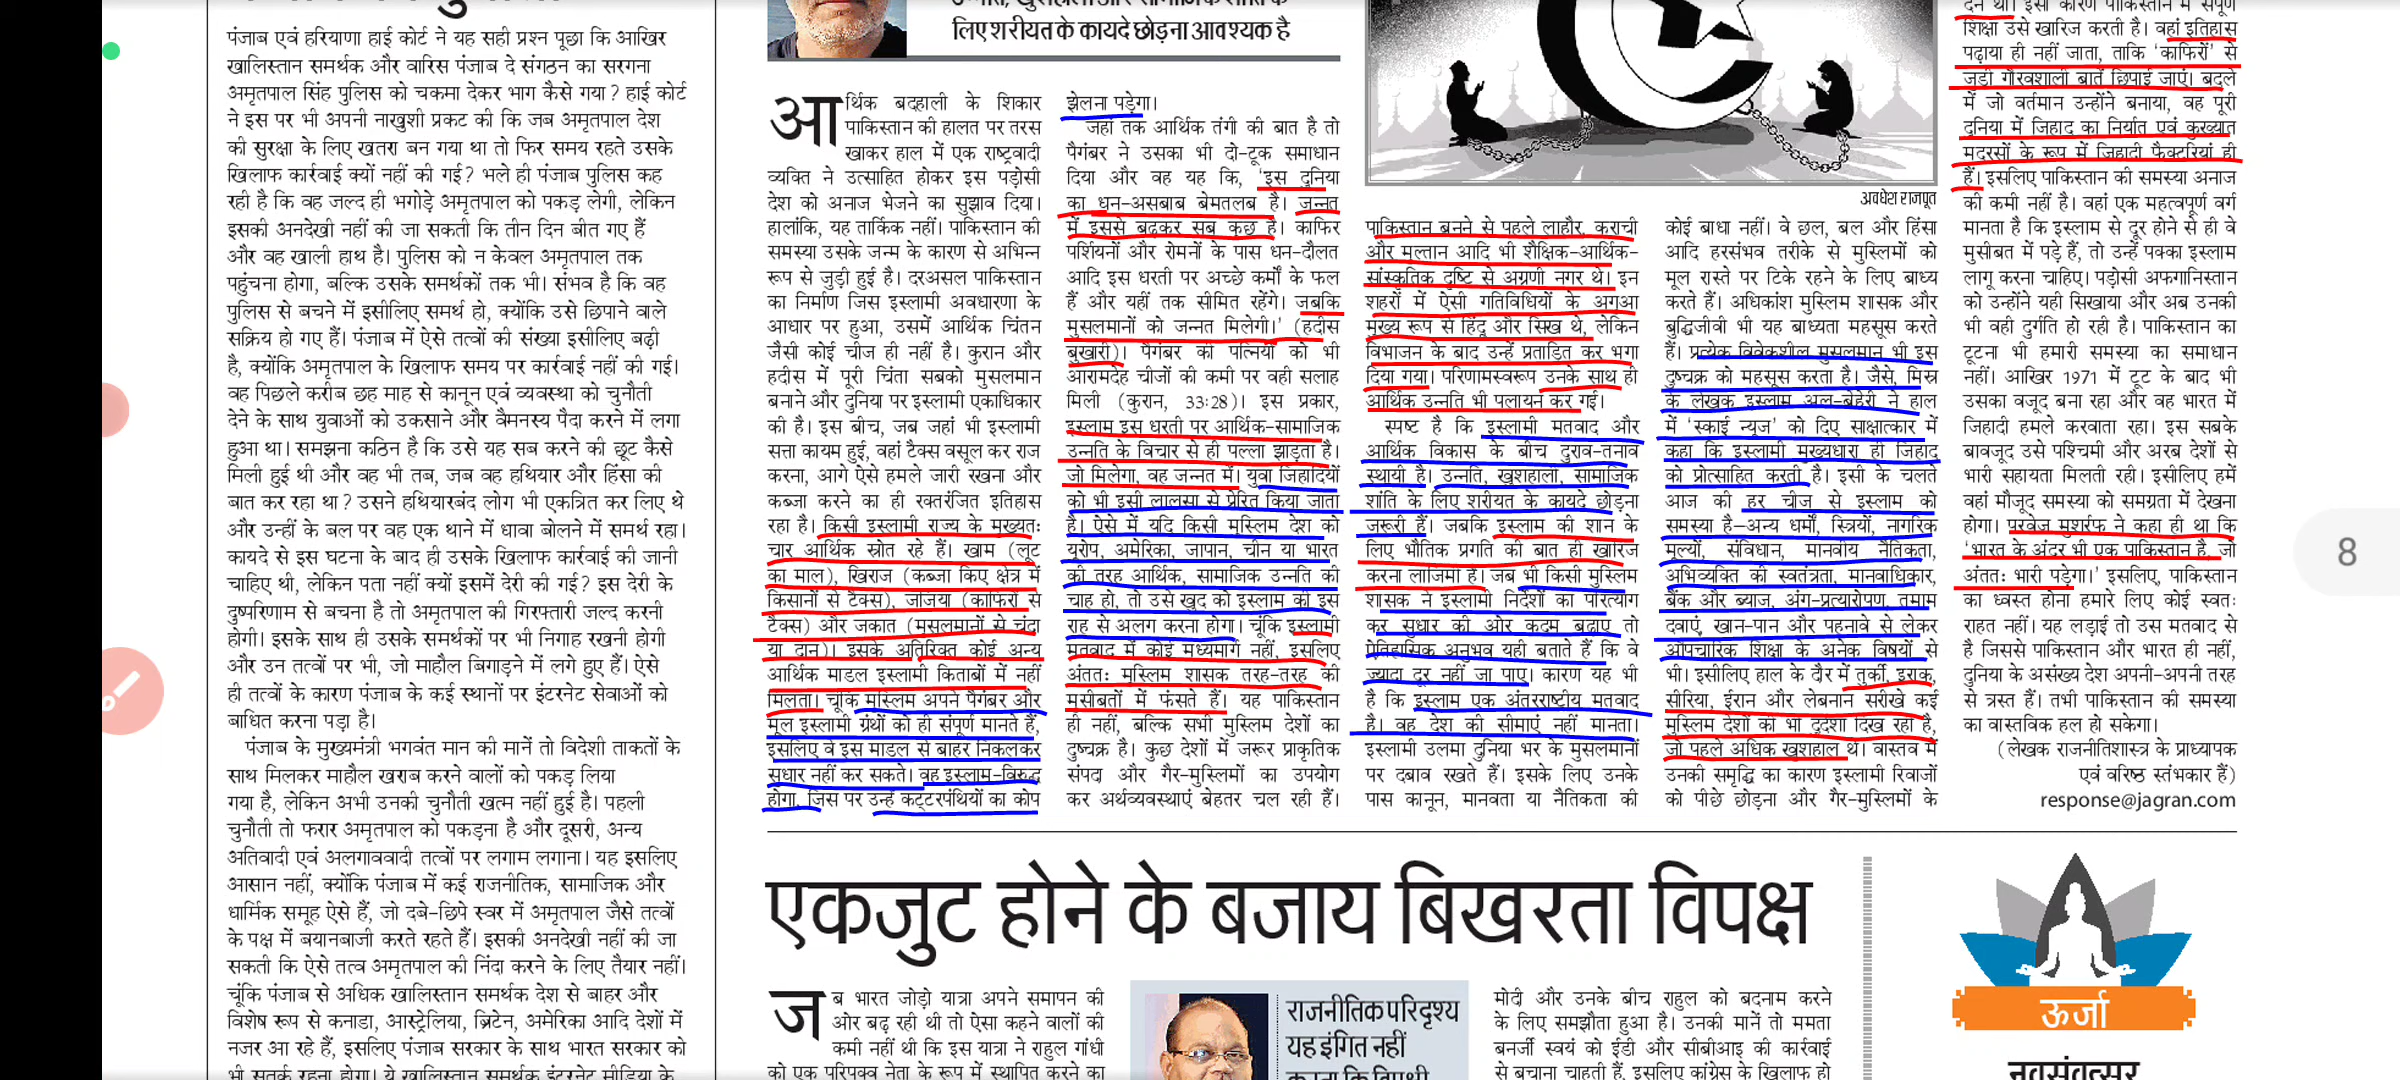 पंजाब एवं हरियाणा हाई कोर्ट ने यह सही प्रश्न पूछा कि आखिर
खालिस्तान समर्थक और वारिस पंजाब दे संगठन का सरगना
अमृतपाल सिंह पुलिस को चकमा देकर भाग कैसे गया? हाई कोर्ट
ने इस पर भी अपनी नाखुशी प्रकट की कि जब अमृतपाल देश
की सुरक्षा के लिए खतरा बन गया था तो फिर समय रहते उसके
खिलाफ कार्रवाई क्यों नहीं की गई? भले ही पंजाब पुलिस कह
रही है कि वह जल्द ही भगोड़े अमृतपाल को पकड़ लेगी, लेकिन
इसकी अनदेखी नहीं की जा सकती कि तीन दिन बीत गए हैं
और वह खाली हाथ है। पुलिस को न केवल अमृतपाल तक
पहुंचना होगा, बल्कि उसके समर्थकों तक भी। संभव है कि वह
पुलिस से बचने में इसीलिए समर्थ हो, क्योंकि उसे छिपाने वाले
सक्रिय हो गए हैं। पंजाब में ऐसे तत्वों की संख्या इसीलिए बढ़ी
है, क्योंकि अमृतपाल के खिलाफ समय पर कार्रवाई नहीं की गई।
वह पिछले करीब छह माह से कानून एवं व्यवस्था को चुनौती
देने के साथ युवाओं को उकसाने और वैमनस्य पैदा करने में लगा
हुआ था। समझना कठिन है कि उसे यह सब करने की छूट कैसे
मिली हुई थी और वह भी तब, जब वह हथियार और हिंसा की
बात कर रहा था? उसने हथियारबंद लोग भी एकत्रित कर लिए थे
और उन्हीं के बल पर वह एक थाने में धावा बोलने में समर्थ रहा।
कायदे से इस घटना के बाद ही उसके खिलाफ कार्रवाई की जानी
चाहिए थी, लेकिन पता नहीं क्यों इसमें देरी की गई? इस देरी के
दुष्परिणाम से बचना है तो अमृतपाल की गिरफ्तारी जल्द करनी
होगी। इसके साथ ही उसके समर्थकों पर भी निगाह रखनी होगी
और उन तत्वों पर भी, जो माहौल बिगाड़ने में लगे हुए हैं। ऐसे
ही तत्वों के कारण पंजाब के कई स्थानों पर इंटरनेट सेवाओं को
बाधित करना पड़ा है।
पंजाब के मुख्यमंत्री भगवंत मान की मानें तो विदेशी ताकतों के
साथ मिलकर माहौल खराब करने वालों को पकड़ लिया
गया है, लेकिन अभी उनकी चुनौती खत्म नहीं हुई है। पहली
चुनौती तो फरार अमृतपाल को पकड़ना है और दूसरी, अन्य
अतिवादी एवं अलगाववादी तत्वों पर लगाम लगाना। यह इसलिए
आसान नहीं, क्योंकि पंजाब में कई राजनीतिक, सामाजिक और
धार्मिक समूह ऐसे हैं, जो दबे-छिपे स्वर में अमृतपाल जैसे तत्वों
के पक्ष में बयानबाजी करते रहते हैं। इसकी अनदेखी नहीं की जा
सकती कि ऐसे तत्व अमृतपाल की निंदा करने के लिए तैयार नहीं।
चूंकि पंजाब से अधिक खालिस्तान समर्थक देश से बाहर और
विशेष रूप से कनाडा, आस्ट्रेलिया, ब्रिटेन, अमेरिका आदि देशों में
नजर आ रहे हैं, इसलिए पंजाब सरकार के साथ भारत सरकार को
भी सतर्क रहना होगा। ये खालिस्तान समर्थक इंटरनेट मीडिया के
लिए शरीयत के कायदे छोड़ना आवश्यक है
आर्थिक बदहाली के शिकार
पाकिस्तान की हालत पर तरस
खाकर हाल में एक राष्ट्रवादी
व्यक्ति ने उत्साहित होकर इस पड़ोसी
देश को अनाज भेजने का सुझाव दिया।
हालांकि, यह तार्किक नहीं। पाकिस्तान की
समस्या उसके जन्म के कारण से अभिन्न
रूप से जुड़ी हुई है। दरअसल पाकिस्तान
का निर्माण जिस इस्लामी अवधारणा के
आधार पर हुआ, उसमें आर्थिक चिंतन
जैसी कोई चीज ही नहीं है। कुरान और
हदीस में पूरी चिंता सबको मुसलमान
बनाने और दुनिया पर इस्लामी एकाधिकार
की है। इस बीच, जब जहां भी इस्लामी
सत्ता कायम हुई, वहां टैक्स वसूल कर राज
करना, आगे ऐसे हमले जारी रखना और
कब्जा करने का ही रक्तरंजित इतिहास
रहा है। किसी इस्लामी राज्य के मुख्यतः
चार आर्थिक स्रोत रहे हैं। खाम (लूट
का माल), खिराज (कब्जा किए क्षेत्र में
किसानों से टैक्स), जजिया (काफिरों से
टैक्स) और जकात (मुसलमानों से चंदा
या दान)। इसके अतिरिक्त कोई अन्य
आर्थिक माडल इस्लामी किताबों में नहीं
मिलता। चूंकि मुस्लिम अपने पैगंबर और
मूल इस्लामी ग्रंथों को ही संपूर्ण मानते हैं,
इसलिए वे इस माडल से बाहर निकलकर
सुधार नहीं कर सकते। वह इस्लाम-विरुद्ध
होगा, जिस पर उन्हें कट्टरपंथियों का कोप
झेलना पड़ेगा।
जहां तक आर्थिक तंगी की बात है तो
पैगंबर ने उसका भी दो-टूक समाधान
दिया और वह यह कि, 'इस दुनिया
का धन-असबाब बेमतलब है। जन्नत
में इससे बढ़कर सब कुछ है। काफिर
पर्शियनों और रोमनों के पास धन-दौलत
आदि इस धरती पर अच्छे कर्मों के फल
हैं और यहीं तक सीमित रहेंगे। जबकि
मुसलमानों को जन्नत मिलेगी।' (हदीस
बुखारी)। पैगंबर की पत्नियों को भी
आरामदेह चीजों की कमी पर वही सलाह
मिली (कुरान, 33:28)। इस प्रकार,
इस्लाम इस धरती पर आर्थिक-सामाजिक
उन्नति के विचार से ही पल्ला झाड़ता है।
जो मिलेगा, वह जन्नत में। युवा जिहादियों
को भी इसी लालसा से प्रेरित किया जाता
है। ऐसे में यदि किसी मुस्लिम देश को
यूरोप, अमेरिका, जापान, चीन या भारत
की तरह आर्थिक, सामाजिक उन्नति की
चाह हो, तो उसे खुद को इस्लाम की इस
राह से अलग करना होगा। चूंकि इस्लामी
मतवाद में कोई मध्यमार्ग नहीं, इसलिए
अंततः मुस्लिम शासक तरह-तरह की
मुसीबतों में फंसते हैं। यह पाकिस्तान
ही नहीं, बल्कि सभी मुस्लिम देशों का
दुष्चक्र है। कुछ देशों में जरूर प्राकृतिक
संपदा और गैर-मुस्लिमों का उपयोग
कर अर्थव्यवस्थाएं बेहतर चल रही हैं।
अवधेश राजपूत
पाकिस्तान बनने से पहले लाहौर, कराची
और मुल्तान आदि भी शैक्षिक-आर्थिक-
सांस्कृतिक दृष्टि से अग्रणी नगर थे। इन
शहरों में ऐसी गतिविधियों के अगुआ
मुख्य रूप से हिंदू और सिख थे, लेकिन
विभाजन के बाद उन्हें प्रताड़ित कर भगा
दिया गया। परिणामस्वरूप उनके साथ ही
आर्थिक उन्नति भी पलायन कर गई।
स्पष्ट है कि इस्लामी मतवाद और
आर्थिक विकास के बीच दुराव-तनाव
स्थायी है। उन्नति, खुशहाली, सामाजिक
शांति के लिए शरीयत के कायदे छोड़ना
जरूरी हैं। जबकि इस्लाम की शान के
लिए भौतिक प्रगति की बात ही खारिज
करना लाजिमी है। जब भी किसी मुस्लिम
शासक ने इस्लामी निर्देशों का परित्याग
कर सुधार की ओर कदम बढ़ाए तो
ऐतिहासिक अनुभव यही बताते हैं कि वे
ज्यादा दूर नहीं जा पाए। कारण यह भी
है कि इस्लाम एक अंतरराष्ट्रीय मतवाद
है। वह देश की सीमाएं नहीं मानता।
इस्लामी उलमा दुनिया भर के मुसलमानों
पर दबाव रखते हैं। इसके लिए उनके
पास कानून, मानवता या नैतिकता की
कोई बाधा नहीं। वे छल, बल और हिंसा
आदि हरसंभव तरीके से मुस्लिमों को
मूल रास्ते पर टिके रहने के लिए बाध्य
करते हैं। अधिकांश मुस्लिम शासक और
बुद्धिजीवी भी यह बाध्यता महसूस करते
हैं। प्रत्येक विवेकशील मुसलमान भी इस
दुष्चक्र को महसूस करता है। जैसे, मिस्र
के लेखक इस्लाम अल-बेहेरी ने हाल
में 'स्काई न्यूज' को दिए साक्षात्कार में
कहा कि इस्लामी मुख्यधारा ही जिहाद
को प्रोत्साहित करती है। इसी के चलते
आज की हर चीज से इस्लाम को
समस्या है-अन्य धर्मों, स्त्रियों, नागरिक
मूल्यों, संविधान, मानवीय नैतिकता,
अभिव्यक्ति की स्वतंत्रता, मानवाधिकार,
बैंक और ब्याज, अंग-प्रत्यारोपण, तमाम
दवाएं, खान-पान और पहनावे से लेकर
औपचारिक शिक्षा के अनेक विषयों से
भी। इसीलिए हाल के दौर में तुर्की, इराक,
सीरिया, ईरान और लेबनान सरीखे कई
मुस्लिम देशों की भी दुर्दशा दिख रही है,
जो पहले अधिक खुशहाल थे। वास्तव में
उनकी समृद्धि का कारण इस्लामी रिवाजों
को पीछे छोड़ना और गैर-मुस्लिमों के
देन थी। इसी कारण पाकिस्तान में संपूर्ण
शिक्षा उसे खारिज करती है। वहां इतिहास
पढ़ाया ही नहीं जाता, ताकि 'काफिरों' से
जुड़ी गौरवशाली बातें छिपाई जाएं। बदले
में जो वर्तमान उन्होंने बनाया, वह पूरी
दुनिया में जिहाद का निर्यात एवं कुख्यात
मदरसों के रूप में जिहादी फैक्टरियां ही
हैं। इसलिए पाकिस्तान की समस्या अनाज
की कमी नहीं है। वहां एक महत्वपूर्ण वर्ग
मानता है कि इस्लाम से दूर होने से ही वे
मुसीबत में पड़े हैं, तो उन्हें पक्का इस्लाम
लागू करना चाहिए। पड़ोसी अफगानिस्तान
को उन्होंने यही सिखाया और अब उनकी
भी वही दुर्गति हो रही है। पाकिस्तान का
टूटना भी हमारी समस्या का समाधान
नहीं। आखिर 1971 में टूट के बाद भी
उसका वजूद बना रहा और वह भारत में
जिहादी हमले करवाता रहा। इस सबके
बावजूद उसे पश्चिमी और अरब देशों से
भारी सहायता मिलती रही। इसीलिए हमें
वहां मौजूद समस्या को समग्रता में देखना
होगा। परवेज मुशर्रफ ने कहा ही था कि
'भारत के अंदर भी एक पाकिस्तान है, जो
अंततः भारी पड़ेगा।' इसलिए, पाकिस्तान
का ध्वस्त होना हमारे लिए कोई स्वतः
राहत नहीं। यह लड़ाई तो उस मतवाद से
है जिससे पाकिस्तान और भारत ही नहीं,
दुनिया के असंख्य देश अपनी-अपनी तरह
से त्रस्त हैं। तभी पाकिस्तान की समस्या
का वास्तविक हल हो सकेगा।
(लेखक राजनीतिशास्त्र के प्राध्यापक
एवं वरिष्ठ स्तंभकार हैं)
response@jagran.com
8
एकजुट होने के बजाय बिखरता विपक्ष
जब भारत जोड़ो यात्रा अपने समापन की
ओर बढ़ रही थी तो ऐसा कहने वालों की
कमी नहीं थी कि इस यात्रा ने राहुल गांधी
को एक परिपक्व नेता के रूप में स्थापित करने का
राजनीतिक परिदृश्य
यह इंगित नहीं
करता कि विपक्षी
मोदी और उनके बीच राहुल को बदनाम करने
के लिए समझौता हुआ है। उनकी मानें तो ममता
बनर्जी स्वयं को ईडी और सीबीआइ की कार्रवाई
से बचाना चाहती हैं, इसलिए कांग्रेस के खिलाफ हो
ऊर्जा
नवसंवत्सर